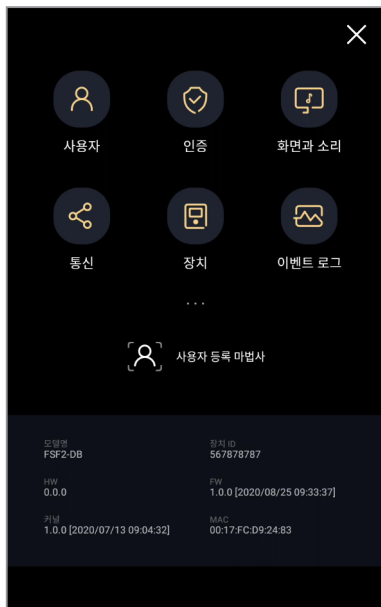 사용자 인증 화면과 소리
통신 장치 이벤트 로그
...
사용자 등록 마법사
모델명 장치 ID
FSF2-DB 567878787
HW FW
0.0.0 1.0.0 [2020/08/25 09:33:37]
커널 MAC
1.0.0 [2020/07/13 09:04:32] 00:17:FC:D9:24:83